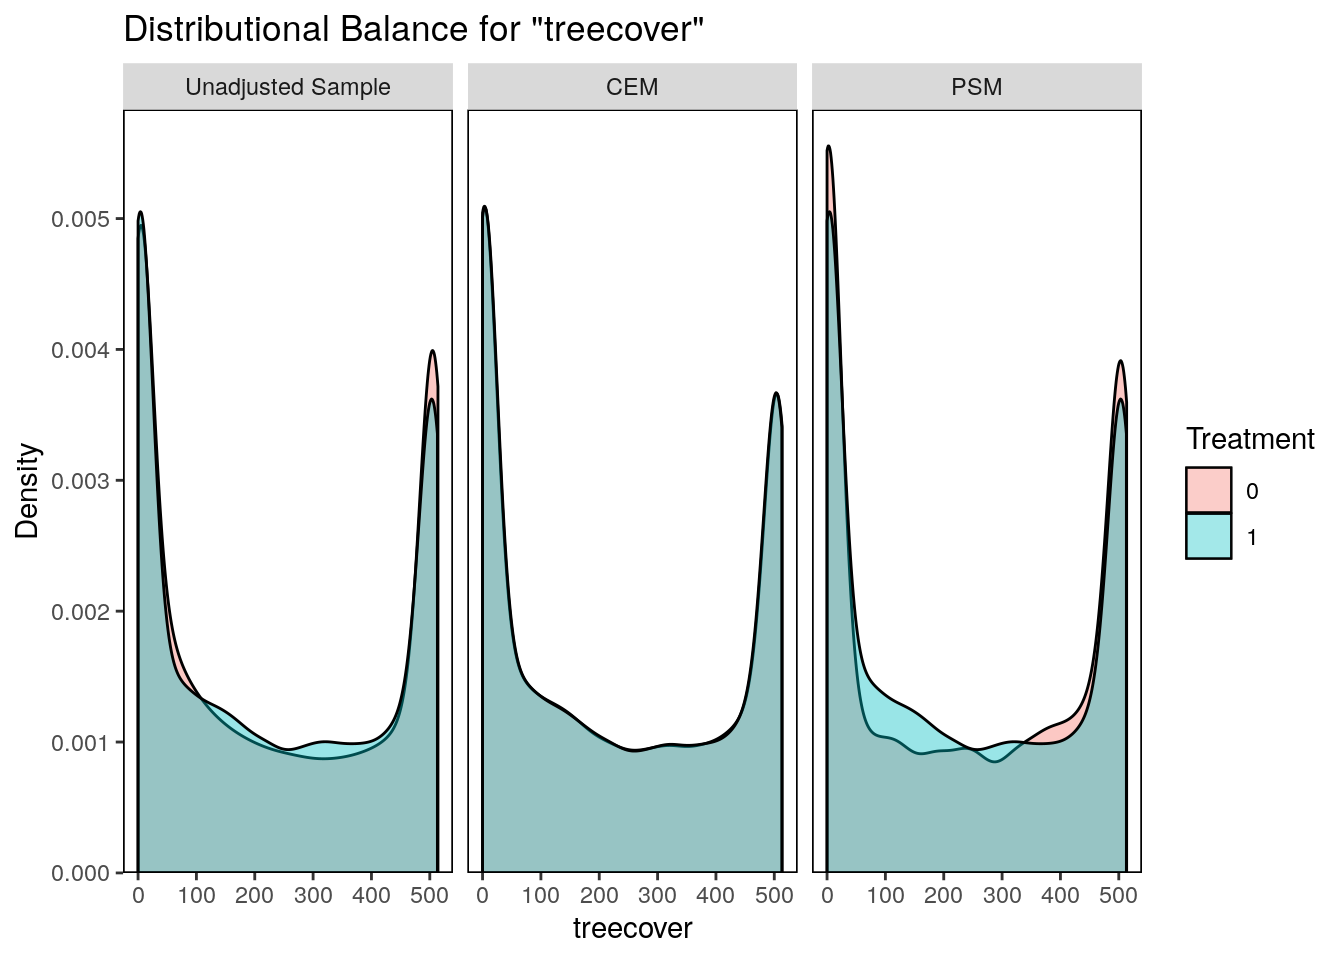 Distributional Balance for "treecover"
Unadjusted Sample CEM PSM
Density
0.005
0.004
0.003
0.002
0.001
0.000
0 100 200 300 400 500 0 100 200 300 400 500 0 100 200 300 400 500
treecover
Treatment
0
1